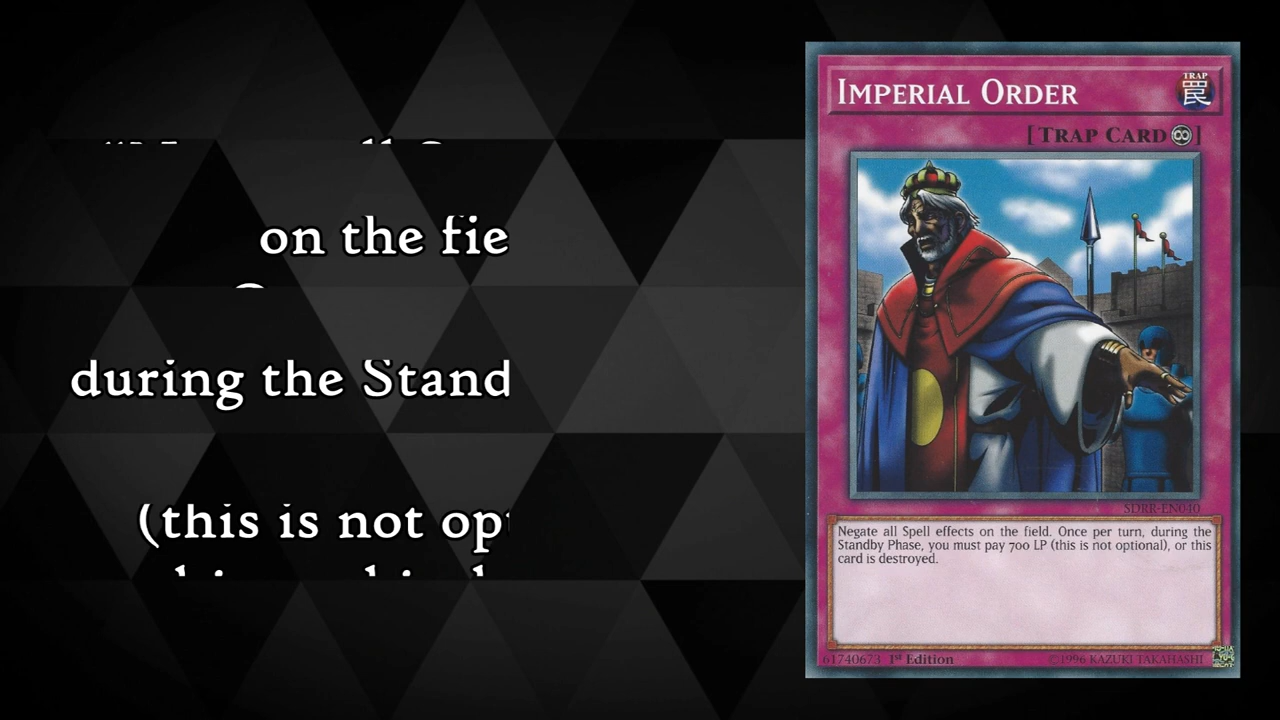 on the fie
during the Stand
(this is not op
IMPERIAL ORDER
TRAP
罠
[TRAP CARD∞]
SDRR-EN040
Negate all Spell effects on the field. Once per turn, during the
Standby Phase, you must pay 700 LP (this is not optional), or this
card is destroyed.
61740673 1st Edition
©1996 KAZUKI TAKAHASHI